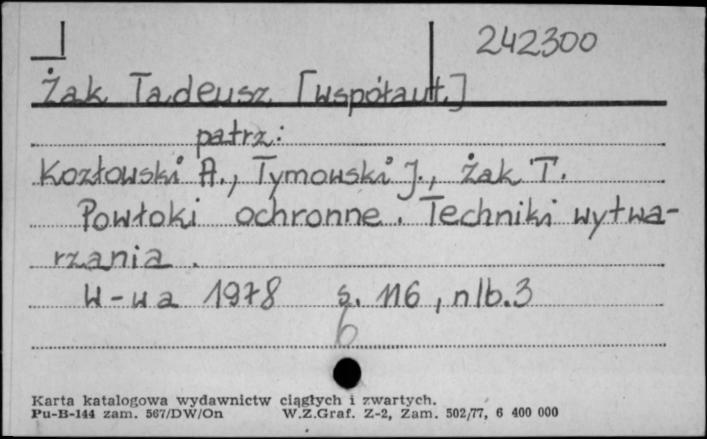 242300
Żak Tadeusz [współaut.]
patrz:
Kozłowski A., Tymowski J., Żak T.
Powłoki ochronne. Techniki wytwa-
rzania.
W-wa 1978 s. 116, nlb. 3
6
Karta katalogowa wydawnictw ciągłych i zwartych.
Pu-B-144 zam. 567/DW/On W.Z.Graf. Z-2, Zam. 502/77, 6 400 000